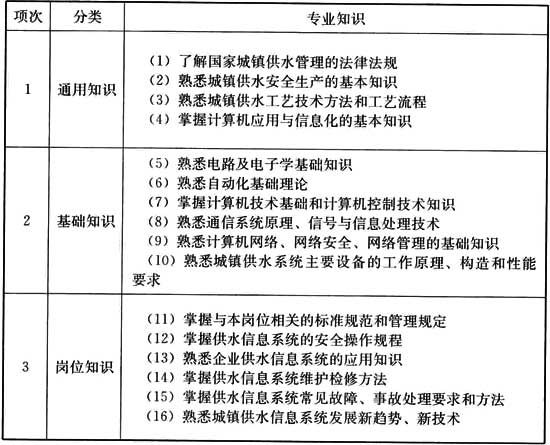 项次 分类 专业知识
1 通用知识
（1）了解国家城镇供水管理的法律法规
（2）熟悉城镇供水安全生产的基本知识
（3）熟悉城镇供水工艺技术方法和工艺流程
（4）掌握计算机应用与信息化的基本知识
2 基础知识
（5）熟悉电路及电子学基础知识
（6）熟悉自动化基础理论
（7）掌握计算机技术基础和计算机控制技术知识
（8）熟悉通信系统原理、信号与信息处理技术
（9）熟悉计算机网络、网络安全、网络管理的基础知识
（10）熟悉城镇供水系统主要设备的工作原理、构造和性能
要求
3 岗位知识
（11）掌握与本岗位相关的标准规范和管理规定
（12）掌握供水信息系统的安全操作规程
（13）熟悉企业供水信息系统的应用知识
（14）掌握供水信息系统维护检修方法
（15）掌握供水信息系统常见故障、事故处理要求和方法
（16）熟悉城镇供水信息系统发展新趋势、新技术